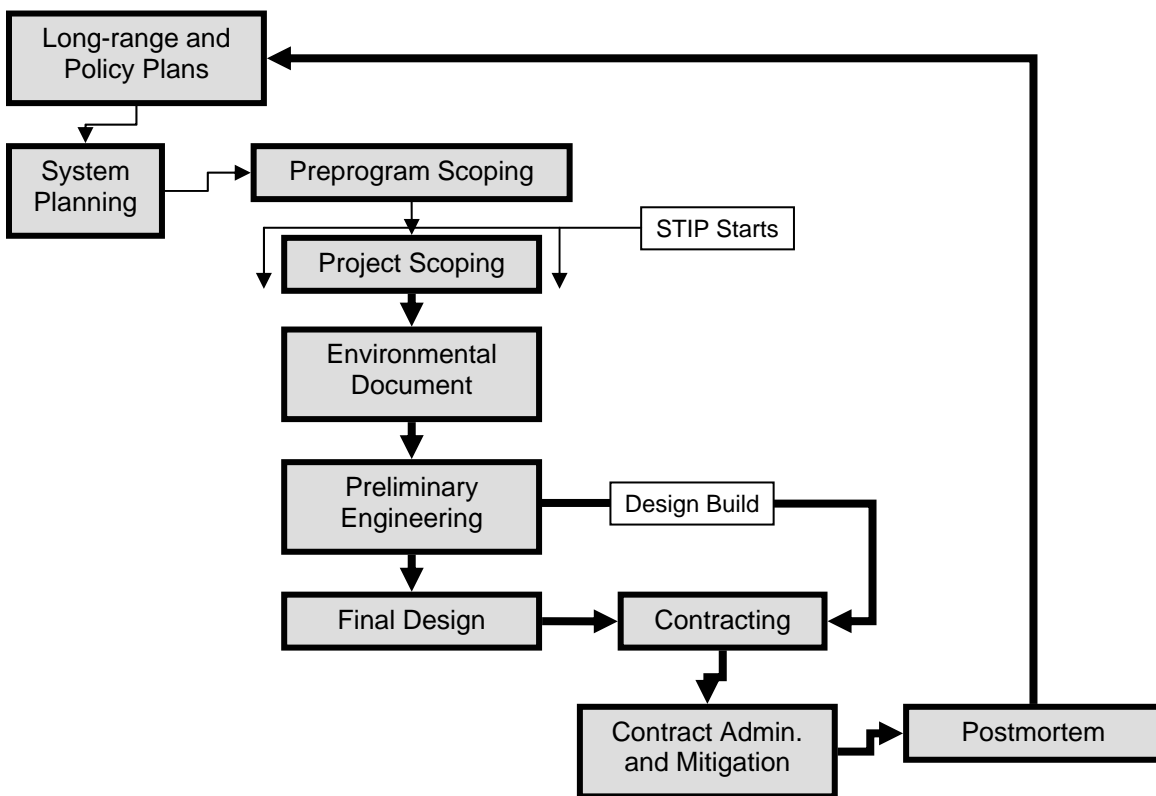 Long-range and
Policy Plans
System
Planning
Preprogram Scoping
STIP Starts
Project Scoping
Environmental
Document
Preliminary
Engineering
Design Build
Final Design
Contracting
Contract Admin.
and Mitigation
Postmortem